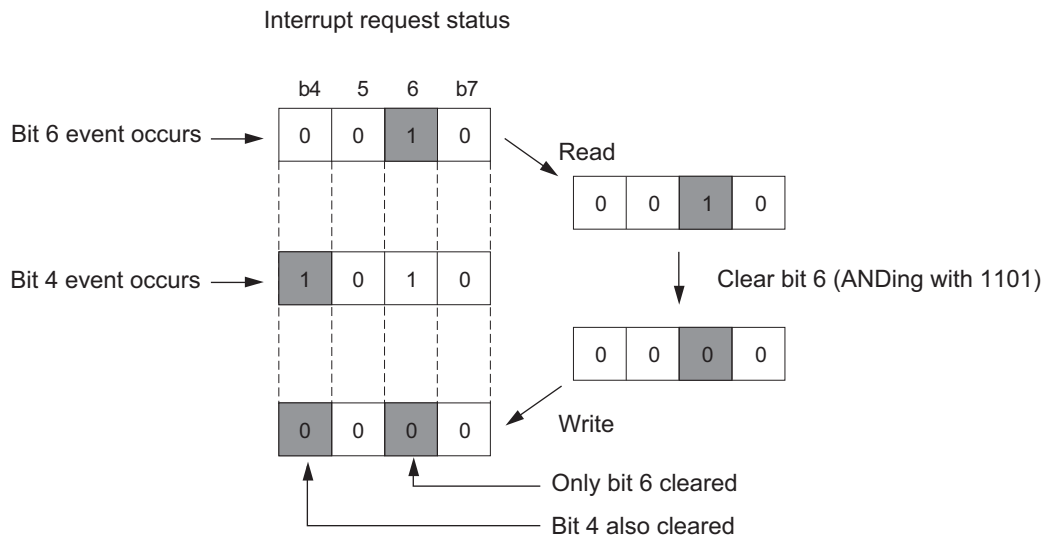 Interrupt request status
b4 5 6 b7
Bit 6 event occurs 0 0 1 0
Read
0 0 1 0
Bit 4 event occurs 1 0 1 0
Clear bit 6 (ANDing with 1101)
0 0 0 0
0 0 0 0
Write
Only bit 6 cleared
Bit 4 also cleared